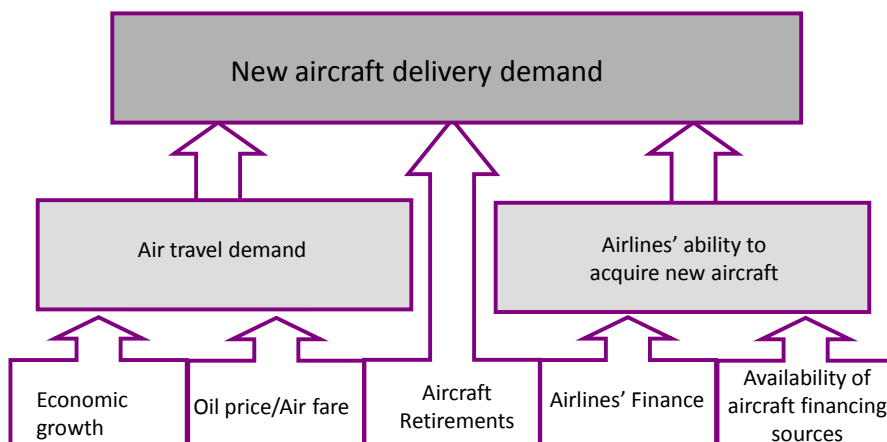 New aircraft delivery demand
Air travel demand
Airlines’ ability to
acquire new aircraft
Economic
growth
Oil price/Air fare
Aircraft
Retirements
Airlines’ Finance
Availability of
aircraft financing
sources